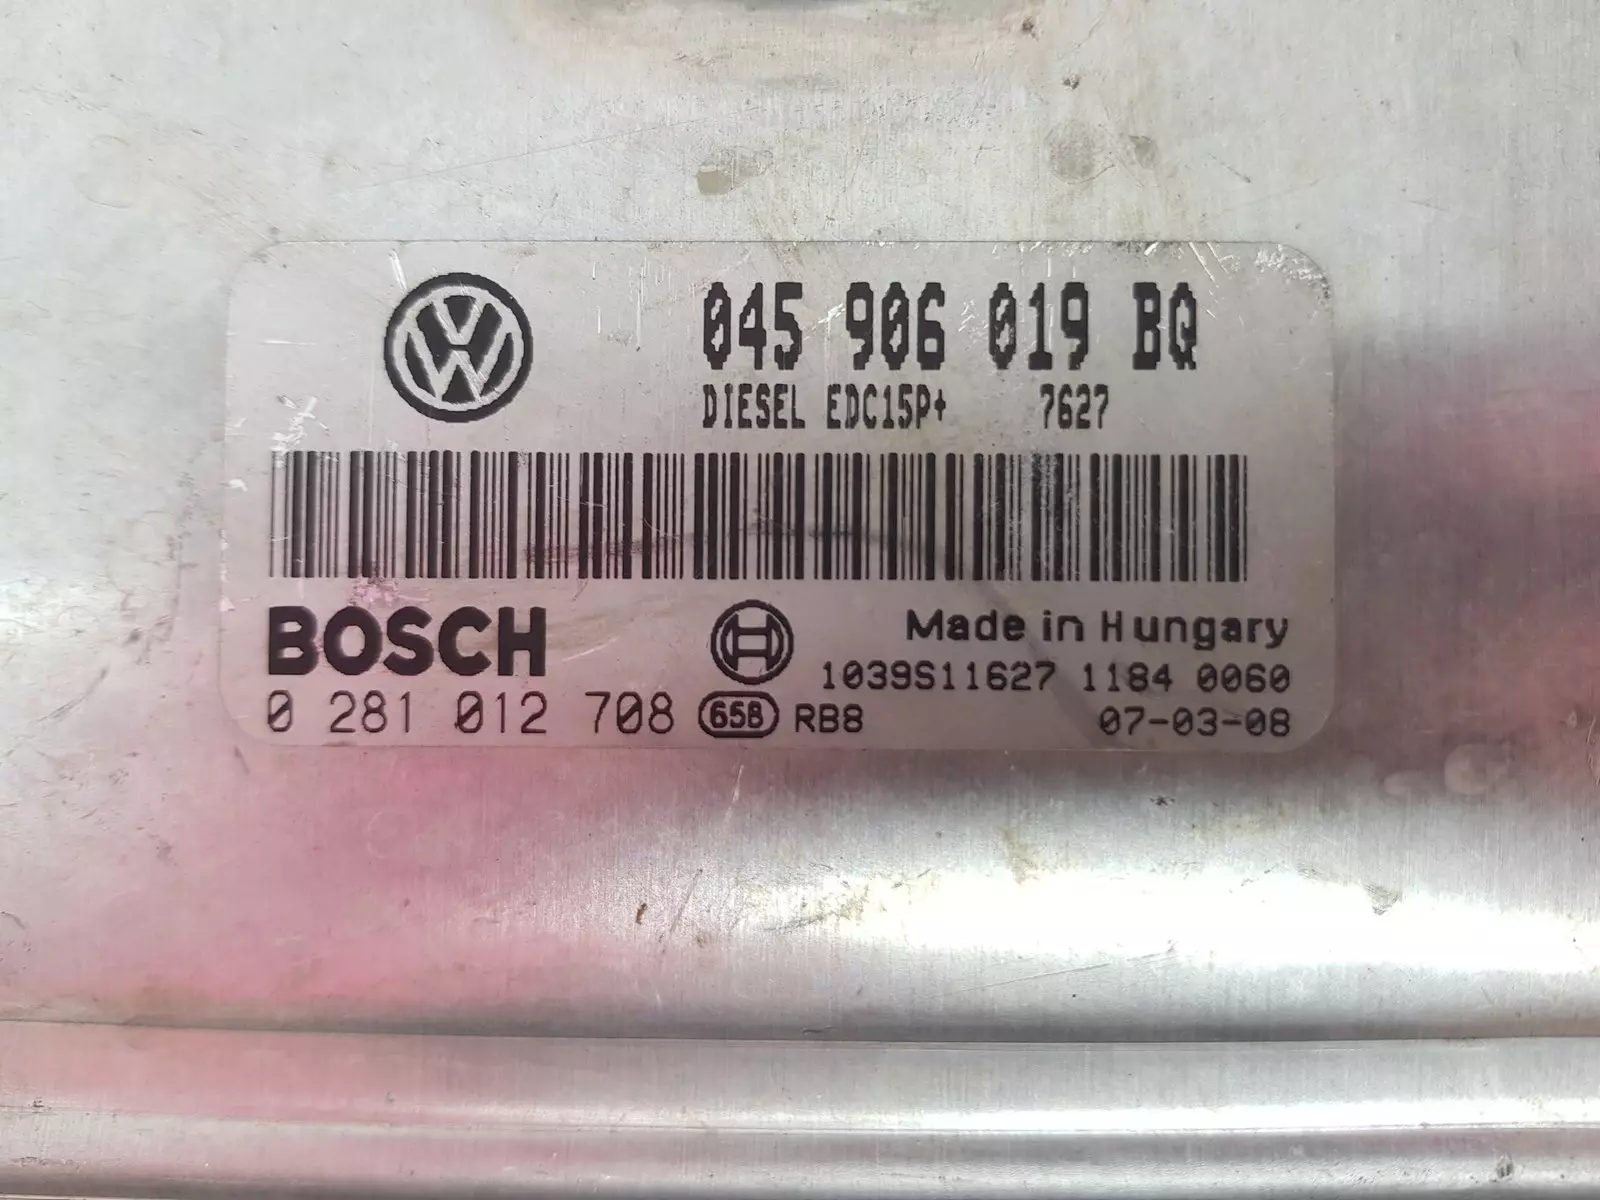 045 906 019 BQ
DIESEL EDC15P+ 7627
BOSCH
Made in Hungary
1039S11627 1184 0060
0 281 012 708 658 RB8 07-03-08